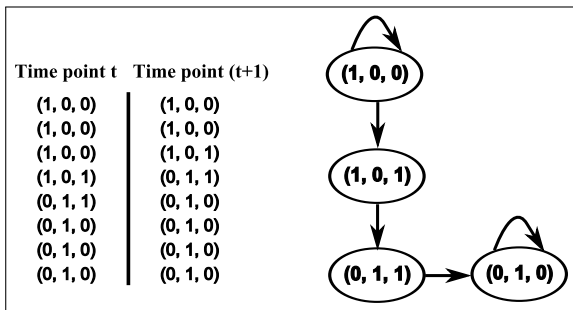 Time point t Time point (t+1)
(1, 0, 0) (1, 0, 0)
(1, 0, 0) (1, 0, 0)
(1, 0, 0) (1, 0, 1)
(1, 0, 1) (0, 1, 1)
(0, 1, 1) (0, 1, 0)
(0, 1, 0) (0, 1, 0)
(0, 1, 0) (0, 1, 0)
(0, 1, 0) (0, 1, 0)
(1, 0, 0)
(1, 0, 1)
(0, 1, 1) (0, 1, 0)